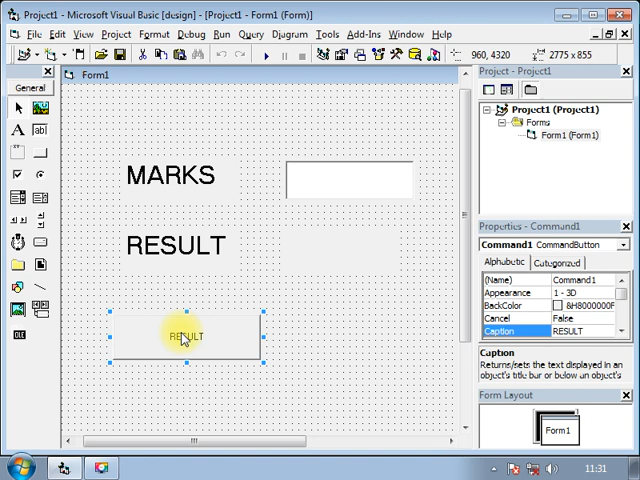 Project1 - Microsoft Visual Basic [design] - [Project1 - Form1 (Form)]
File Edit View Project Format Debug Run Query Diagram Tools Add-Ins Window Help
960, 4320 2775 x 855
General
A ab|
OLE
Form1
MARKS
RESULT
RESULT
Project - Project1
Project1 (Project1)
Forms
Form1 (Form1)
Properties - Command1
Command1 CommandButton
Alphabetic Categorized
(Name) Command1
Appearance 1 - 3D
BackColor &H8000000F
Cancel False
Caption RESULT
Caption
Returns/sets the text displayed in an
object's title bar or below an object's
Form Layout
Form1
11:31